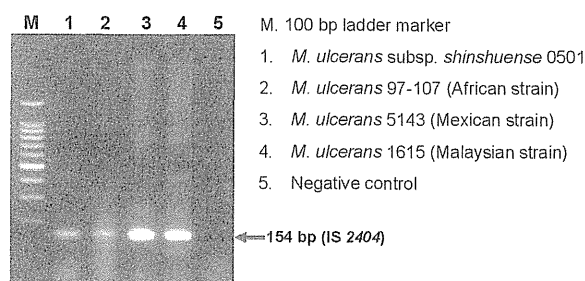 M 1 2 3 4 5
M. 100 bp ladder marker
1. M. ulcerans subsp. shinshuense 0501
2. M. ulcerans 97-107 (African strain)
3. M. ulcerans 5143 (Mexican strain)
4. M. ulcerans 1615 (Malaysian strain)
5. Negative control
154 bp (IS 2404)